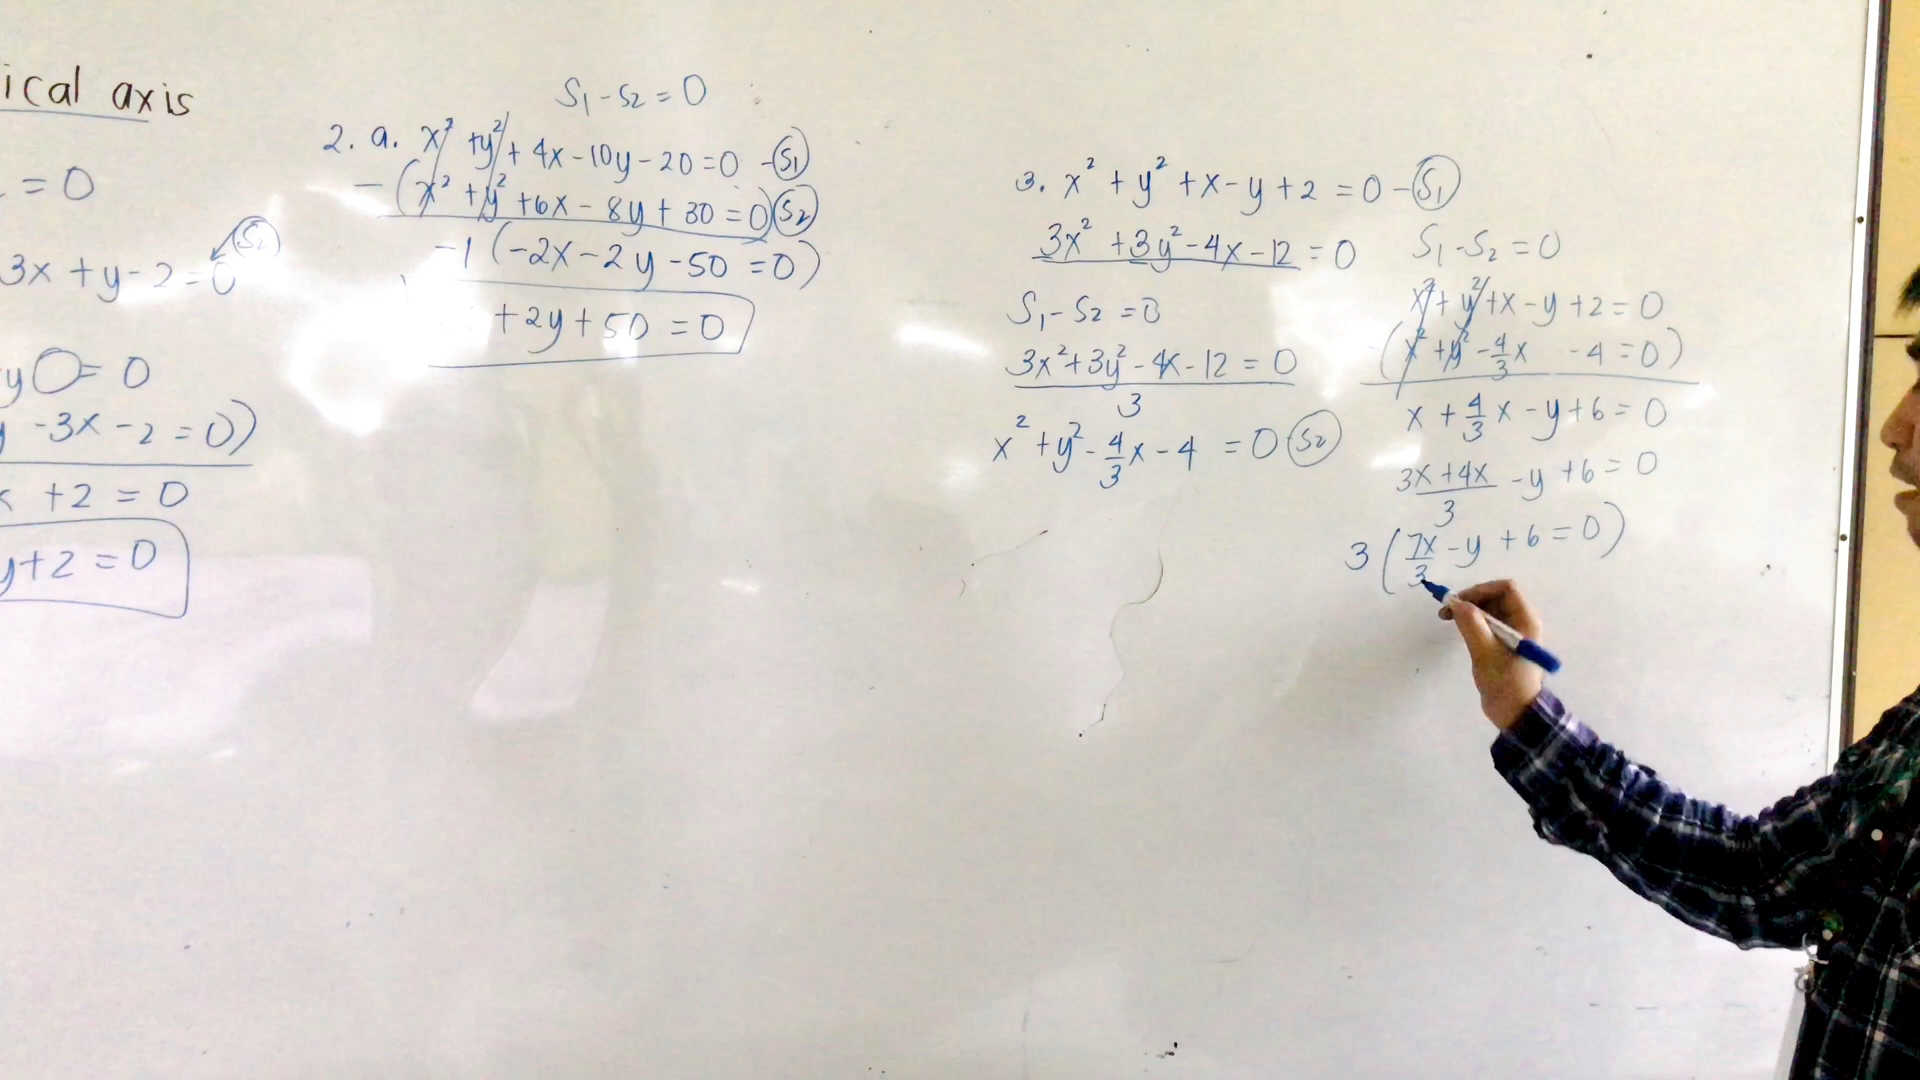 ical axis
= 0
S2
3x + y - 2 = 0
y = 0
-3x - 2 = 0)
+2 = 0
y + 2 = 0
S₁ - S₂ = 0
2. a. x² + y² + 4x - 10y - 20 = 0 - S₁
- (x² + y² + 6x - 8y + 30 = 0) S₂
-1 (-2x - 2y - 50 = 0)
+ 2y + 50 = 0
3. x² + y² + x - y + 2 = 0 - S₁
3x² + 3y² - 4x - 12 = 0
S₁ - S₂ = 0
3x² + 3y² - 4x - 12 = 0
3
x² + y² - 4/3 x - 4 = 0 S₂
S₁ - S₂ = 0
x² + y² + x - y + 2 = 0
- (x² + y² - 4/3 x - 4 = 0)
x + 4/3 x - y + 6 = 0
3x + 4x / 3 - y + 6 = 0
3 (7x/3 - y + 6 = 0)